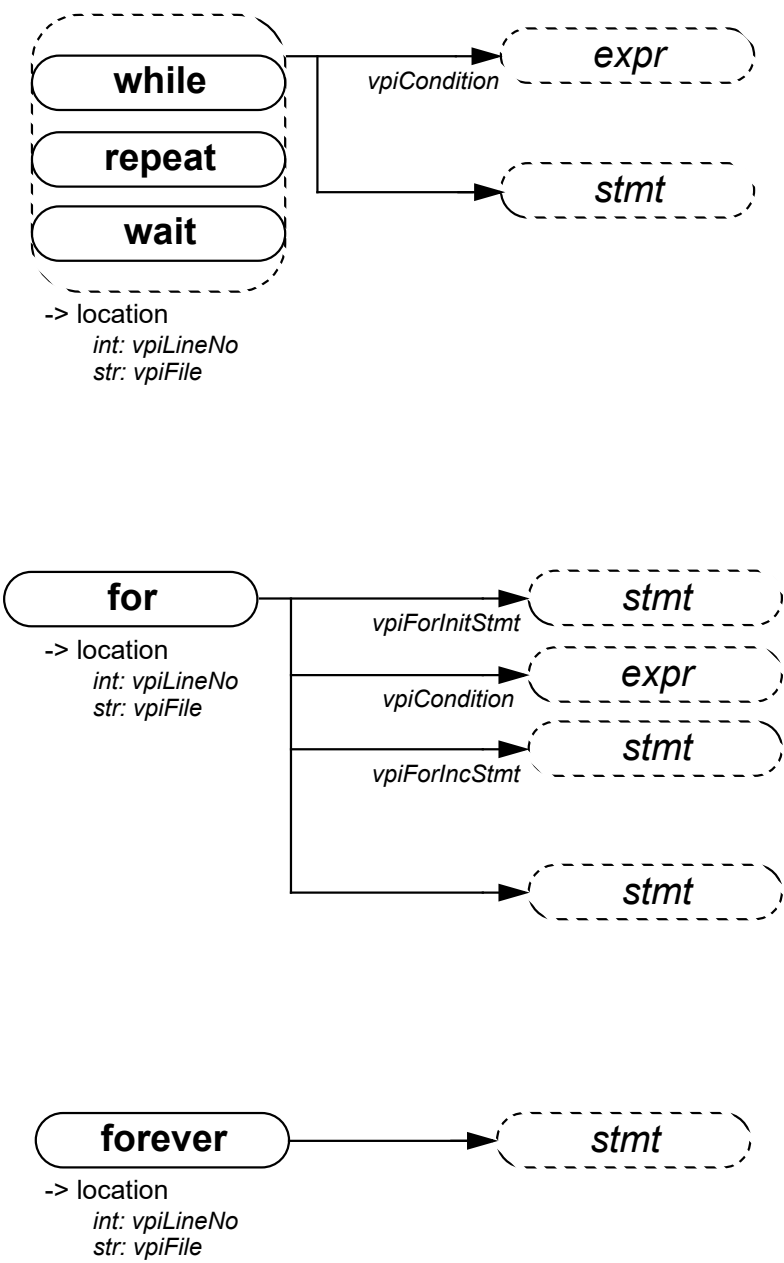 while
repeat
wait
vpiCondition
expr
stmt
-> location
int: vpiLineNo
str: vpiFile
for
-> location
int: vpiLineNo
str: vpiFile
vpiForInitStmt
stmt
vpiCondition
expr
vpiForIncStmt
stmt
stmt
forever
stmt
-> location
int: vpiLineNo
str: vpiFile